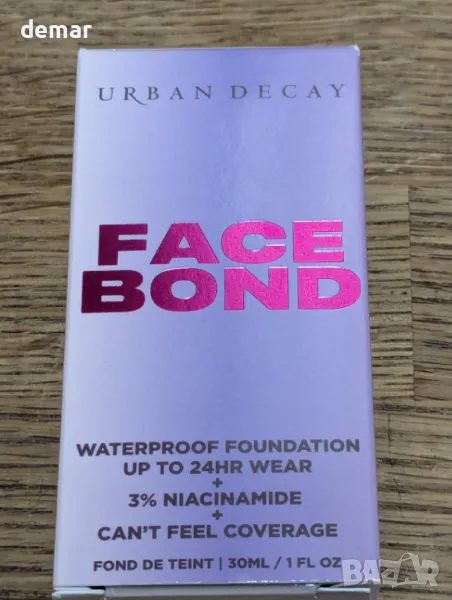 demar
URBAN DECAY
FACE
BOND
WATERPROOF FOUNDATION
UP TO 24HR WEAR
+
3% NIACINAMIDE
+
CAN'T FEEL COVERAGE
FOND DE TEINT | 30ML / 1 FL OZ
BAZAR